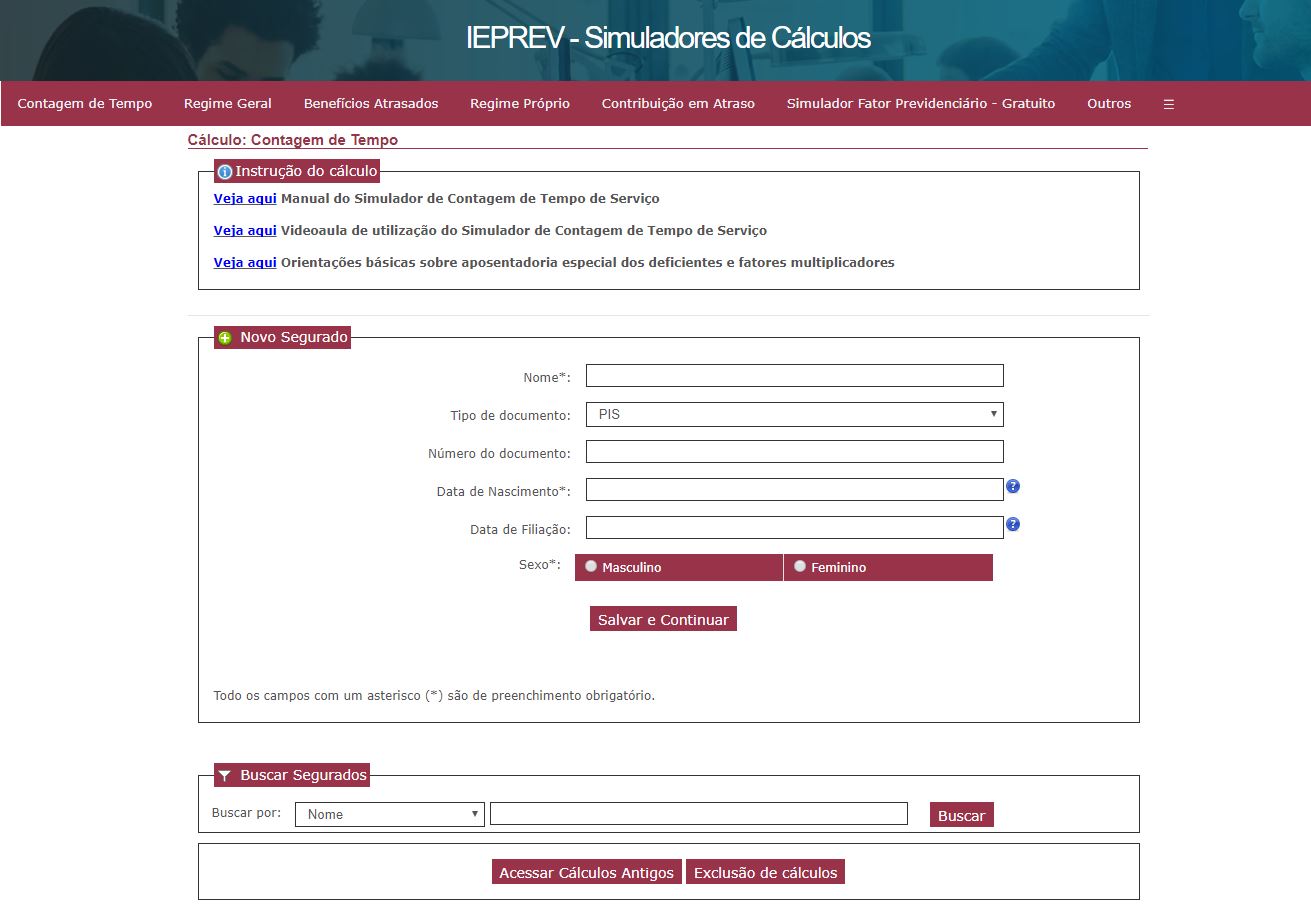 IEPREV - Simuladores de Cálculos
Contagem de Tempo Regime Geral Benefícios Atrasados Regime Próprio Contribuição em Atraso Simulador Fator Previdenciário - Gratuito Outros ☰
Cálculo: Contagem de Tempo
Instrução do cálculo
Veja aqui Manual do Simulador de Contagem de Tempo de Serviço
Veja aqui Videoaula de utilização do Simulador de Contagem de Tempo de Serviço
Veja aqui Orientações básicas sobre aposentadoria especial dos deficientes e fatores multiplicadores
Novo Segurado
Nome*:
Tipo de documento: PIS
Número do documento:
Data de Nascimento*: ?
Data de Filiação: ?
Sexo*: Masculino Feminino
Salvar e Continuar
Todo os campos com um asterisco (*) são de preenchimento obrigatório.
Buscar Segurados
Buscar por: Nome Buscar
Acessar Cálculos Antigos Exclusão de cálculos